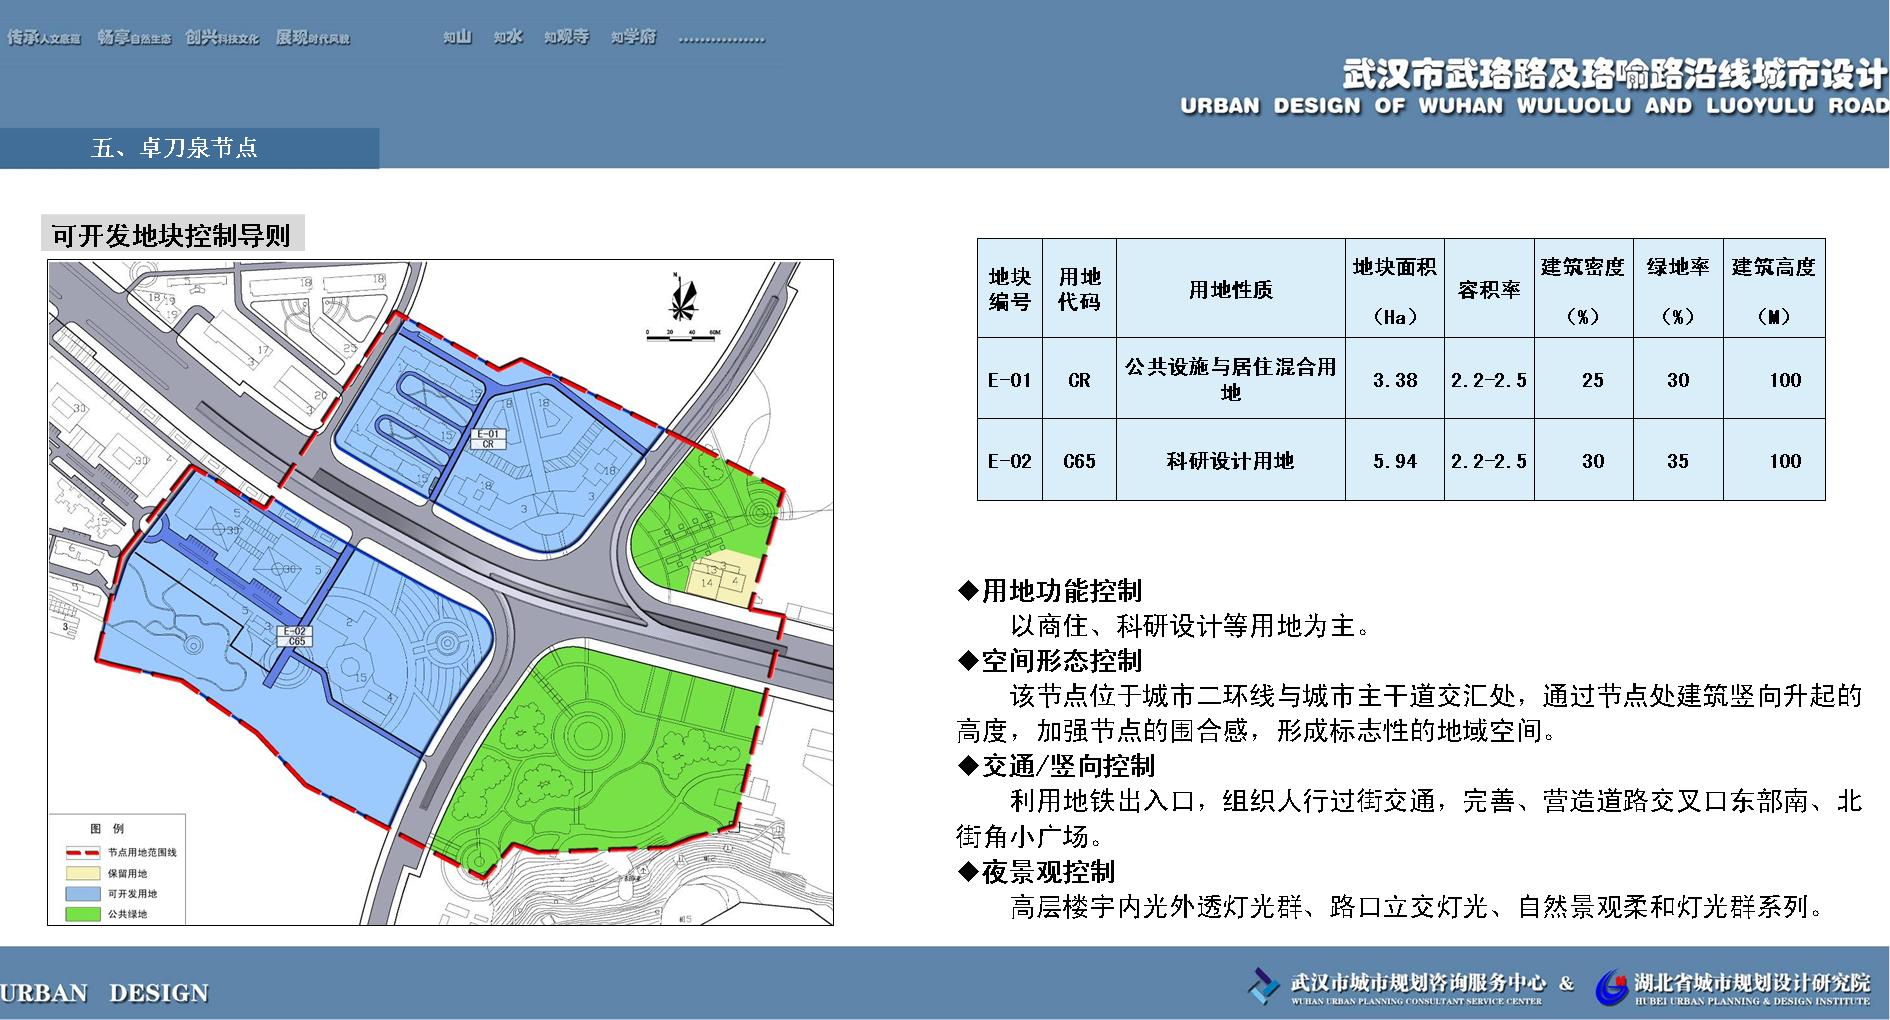 传承人文底蕴 畅享自然生态 创兴科技文化 展现时代风貌 知山 知水 知观寺 知学府 ................
武汉市武珞路及珞喻路沿线城市设计
URBAN DESIGN OF WUHAN WULUOLU AND LUOYULU ROAD
五、卓刀泉节点
可开发地块控制导则
地块编号 用地代码 用地性质 地块面积（Ha） 容积率 建筑密度（%） 绿地率（%） 建筑高度（M）
E-01 CR 公共设施与居住混合用地 3.38 2.2-2.5 25 30 100
E-02 C65 科研设计用地 5.94 2.2-2.5 30 35 100
N
0 20 40 60M
E-01
CR
E-02
C65
图 例
节点用地范围线
保留用地
可开发用地
公共绿地
◆用地功能控制
以商住、科研设计等用地为主。
◆空间形态控制
该节点位于城市二环线与城市主干道交汇处，通过节点处建筑竖向升起的
高度，加强节点的围合感，形成标志性的地域空间。
◆交通/竖向控制
利用地铁出入口，组织人行过街交通，完善、营造道路交叉口东部南、北
街角小广场。
◆夜景观控制
高层楼宇内光外透灯光群、路口立交灯光、自然景观柔和灯光群系列。
URBAN DESIGN
武汉市城市规划咨询服务中心 & 湖北省城市规划设计研究院
WUHAN URBAN PLANNING CONSULTANT SERVICE CENTER HUBEI URBAN PLANNING & DESIGN INSTITUTE